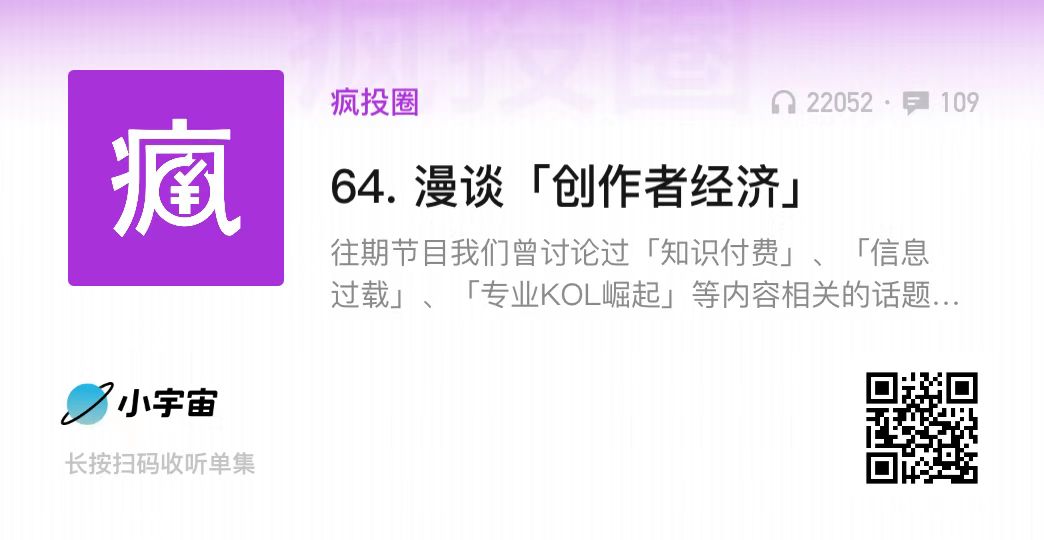 疯投圈
22052 · 109
64. 漫谈「创作者经济」
往期节目我们曾讨论过「知识付费」、「信息
过载」、「专业KOL崛起」等内容相关的话题...
疯
小宇宙
长按扫码收听单集